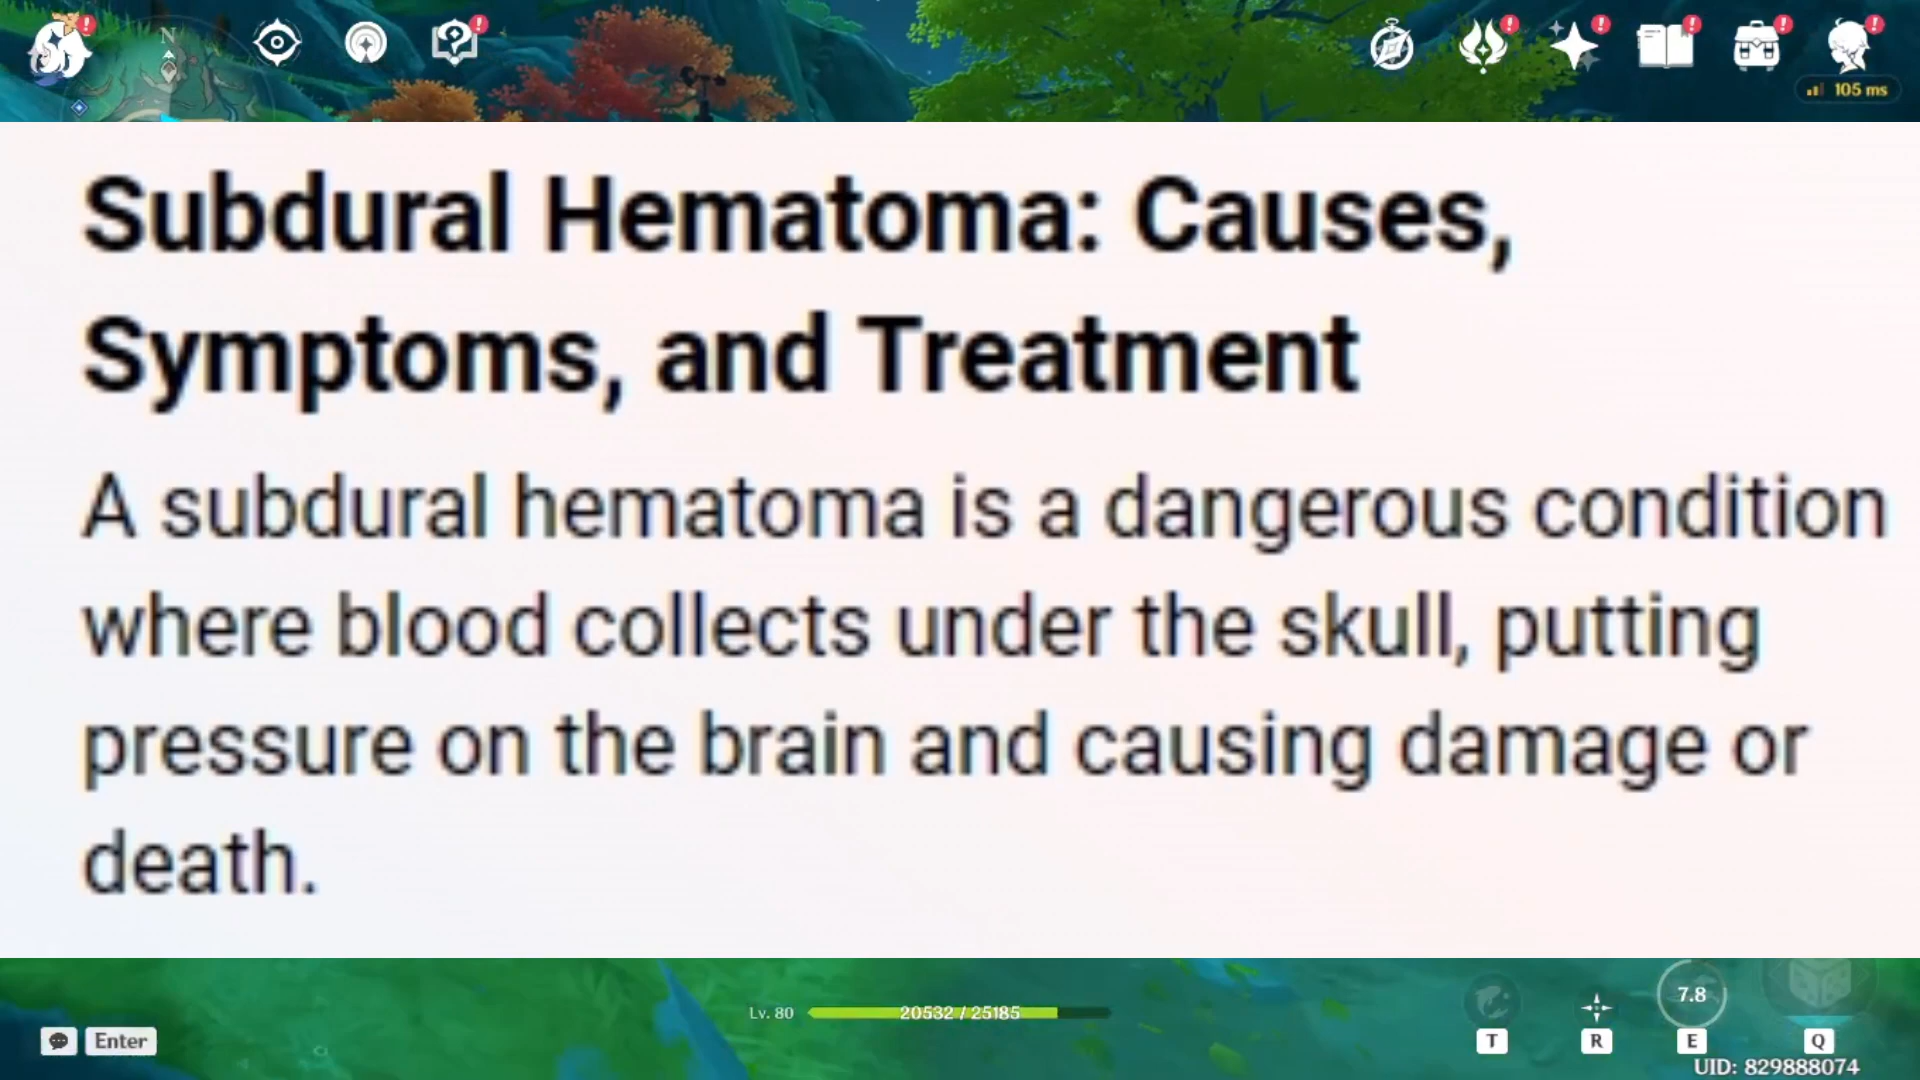 N
105 ms
Subdural Hematoma: Causes,
Symptoms, and Treatment
A subdural hematoma is a dangerous condition
where blood collects under the skull, putting
pressure on the brain and causing damage or
death.
7.8
Lv. 80 20532 / 25185
Enter
T R E Q
UID: 829888074